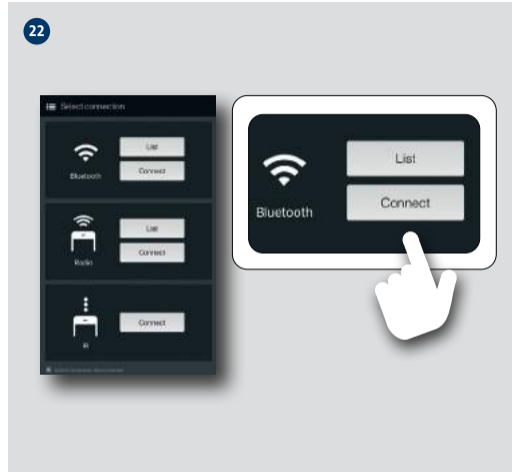 22
Select connection
List
Bluetooth
Connect
List
Radio
Connect
Connect
IR
List
Bluetooth
Connect